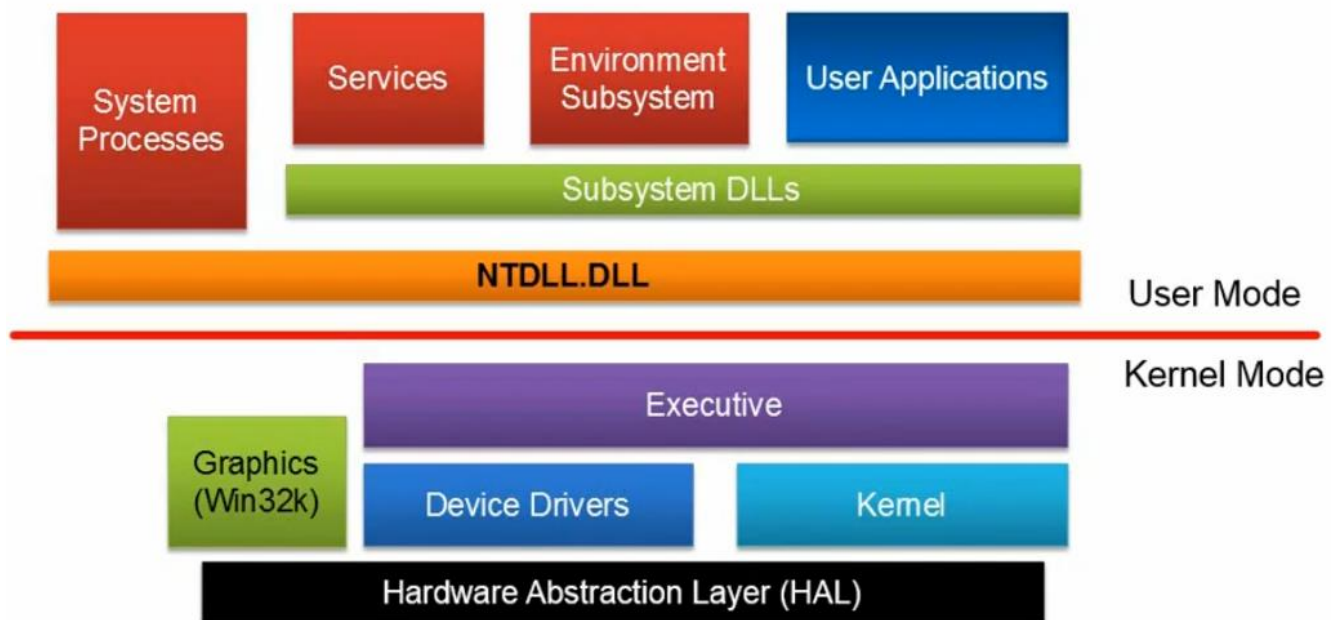 System
Processes
Services
Environment
Subsystem
User Applications
Subsystem DLLs
NTDLL.DLL
User Mode
Kernel Mode
Executive
Graphics
(Win32k)
Device Drivers
Kernel
Hardware Abstraction Layer (HAL)